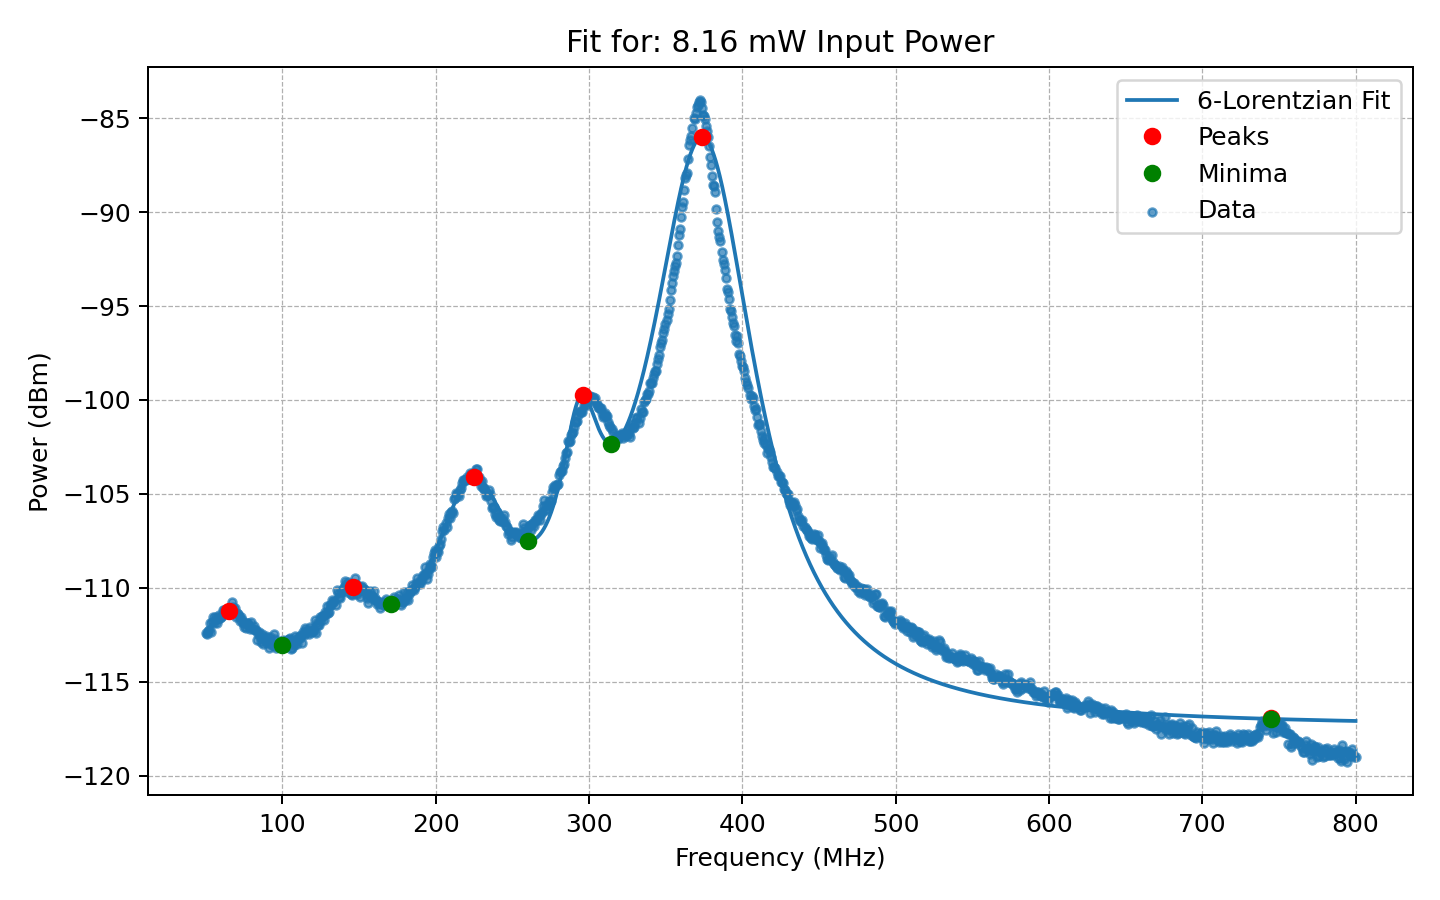 Fit for: 8.16 mW Input Power
6-Lorentzian Fit
Peaks
Minima
Data
Power (dBm)
−85
−90
−95
−100
−105
−110
−115
−120
100 200 300 400 500 600 700 800
Frequency (MHz)